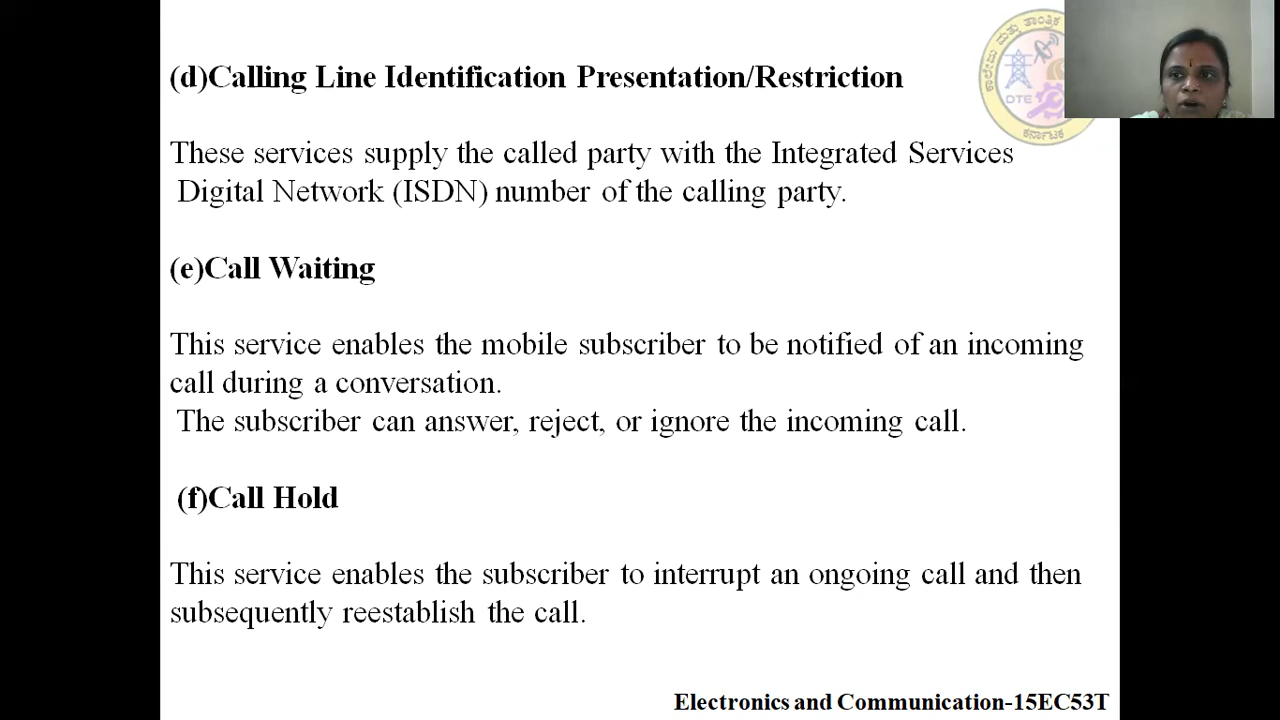 (d)Calling Line Identification Presentation/Restriction
ಕಾಲೇಜು ಮತ್ತು ತಾಂತ್ರಿಕ
DTE
ಕರ್ನಾಟಕ
These services supply the called party with the Integrated Services
Digital Network (ISDN) number of the calling party.
(e)Call Waiting
This service enables the mobile subscriber to be notified of an incoming
call during a conversation.
The subscriber can answer, reject, or ignore the incoming call.
(f)Call Hold
This service enables the subscriber to interrupt an ongoing call and then
subsequently reestablish the call.
Electronics and Communication-15EC53T